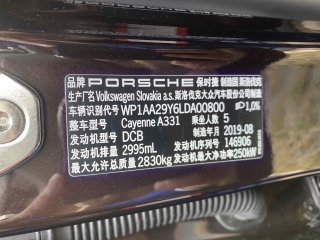 品牌 PORSCHE 保时捷 制造国 斯洛伐克
生产厂名 Volkswagen Slovakia a.s. 斯洛伐克大众汽车股份公司
车辆识别代号 WP1AA29Y6LDA00800 1,0%
整车型号 Cayenne A331 乘坐人数 5
发动机型号 DCB 制造年月 2019-08
发动机排量 2995mL 发动机序列号 146906
最大允许总质量 2830kg 发动机最大净功率 250kW